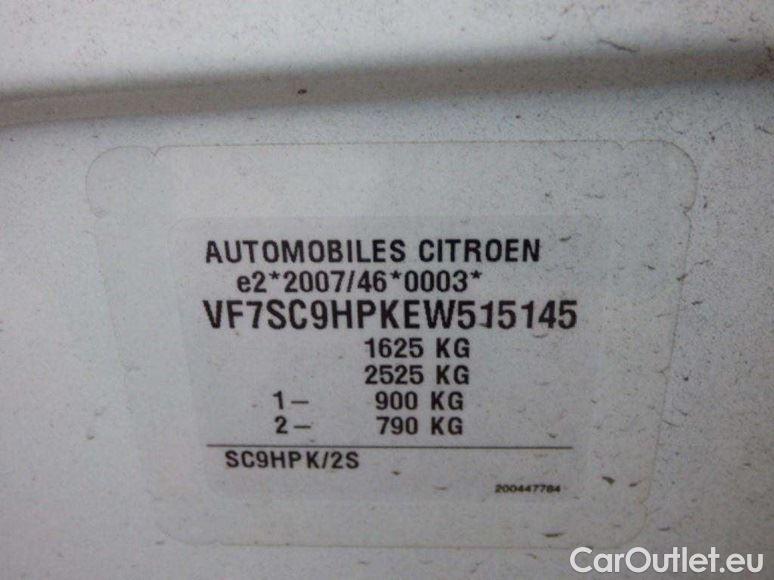 AUTOMOBILES CITROEN
e2*2007/46*0003*
VF7SC9HPKEW515145
1625 KG
2525 KG
1- 900 KG
2- 790 KG
SC9HPK/2S
200447784
CarOutlet.eu